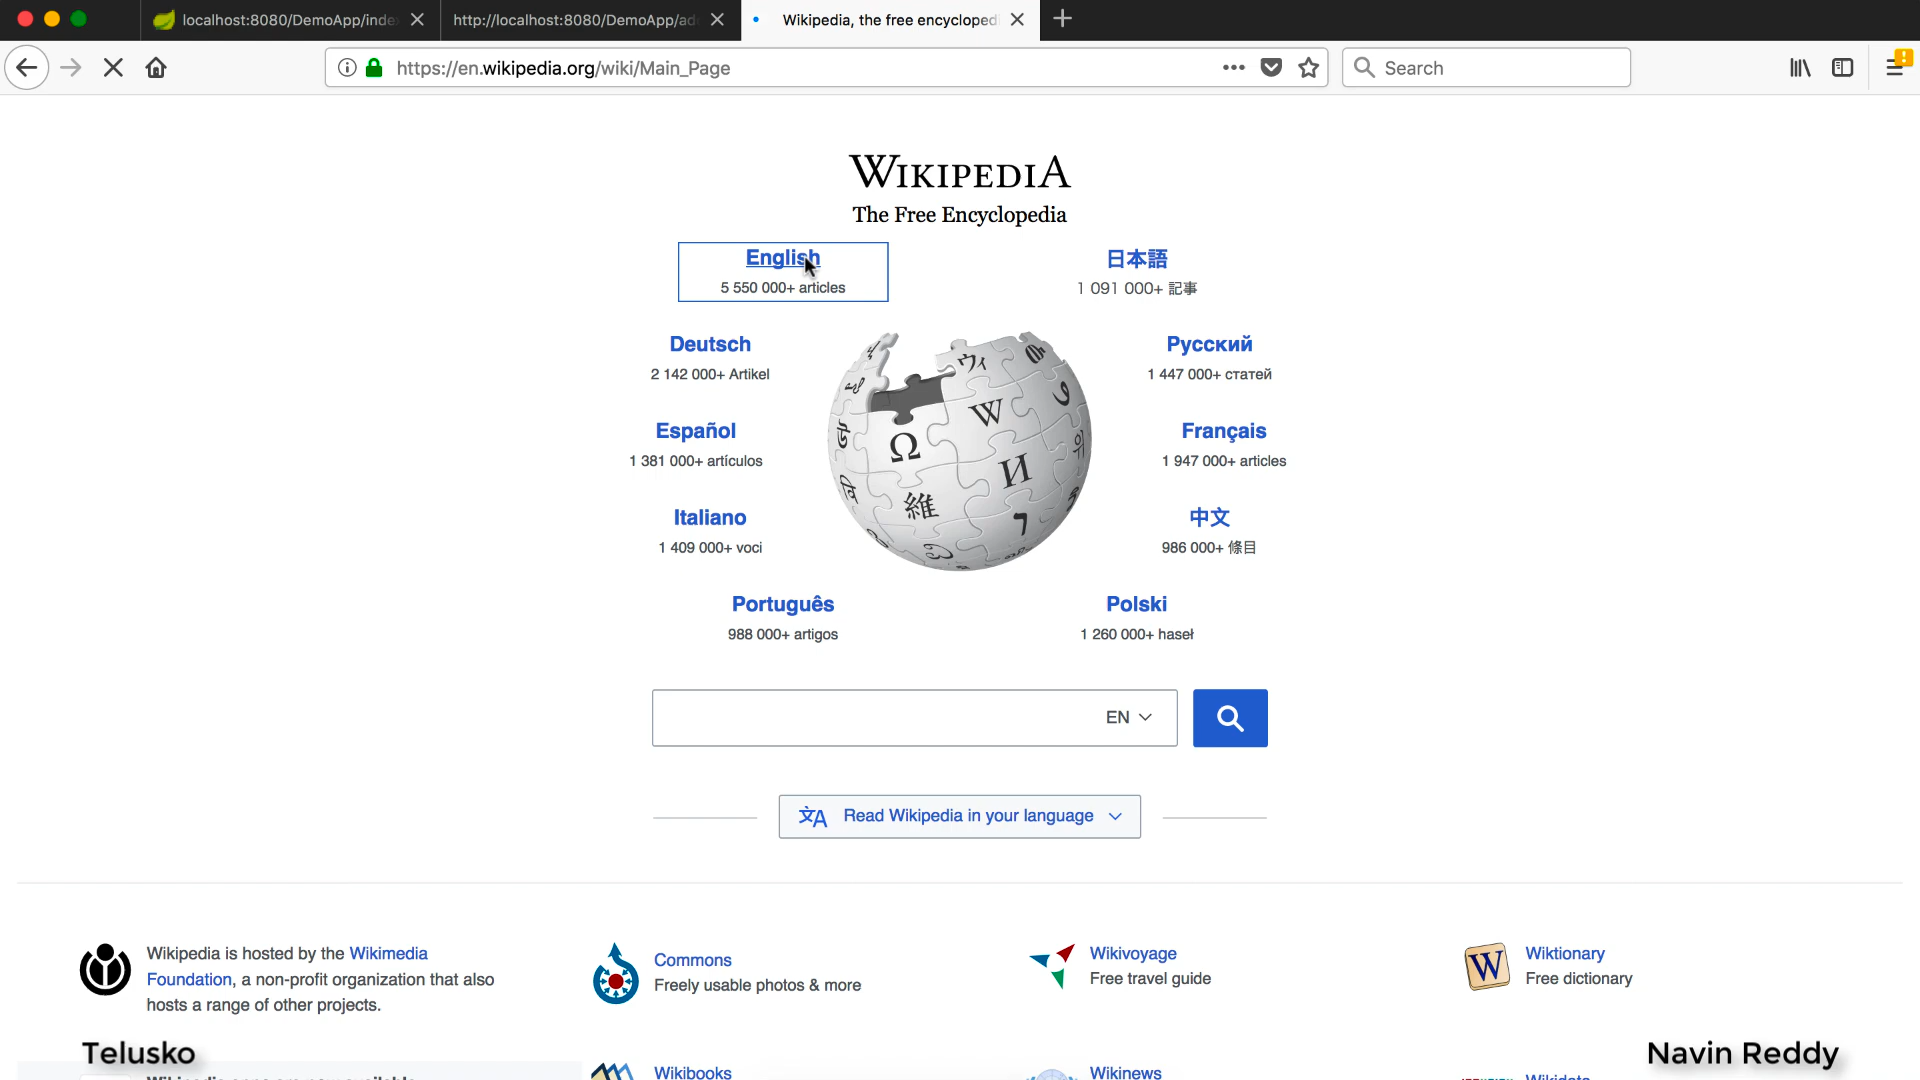 localhost:8080/DemoApp/inde
http://localhost:8080/DemoApp/ad
Wikipedia, the free encycloped
https://en.wikipedia.org/wiki/Main_Page
Search
WIKIPEDIA
The Free Encyclopedia
English
5 550 000+ articles
日本語
1 091 000+ 記事
Deutsch
2 142 000+ Artikel
Русский
1 447 000+ статей
Español
1 381 000+ artículos
Français
1 947 000+ articles
Italiano
1 409 000+ voci
中文
986 000+ 條目
Português
988 000+ artigos
Polski
1 260 000+ haseł
EN
Read Wikipedia in your language
Wikipedia is hosted by the Wikimedia
Foundation, a non-profit organization that also
hosts a range of other projects.
Commons
Freely usable photos & more
Wikivoyage
Free travel guide
Wiktionary
Free dictionary
Telusko
Navin Reddy
Wikibooks
Wikinews